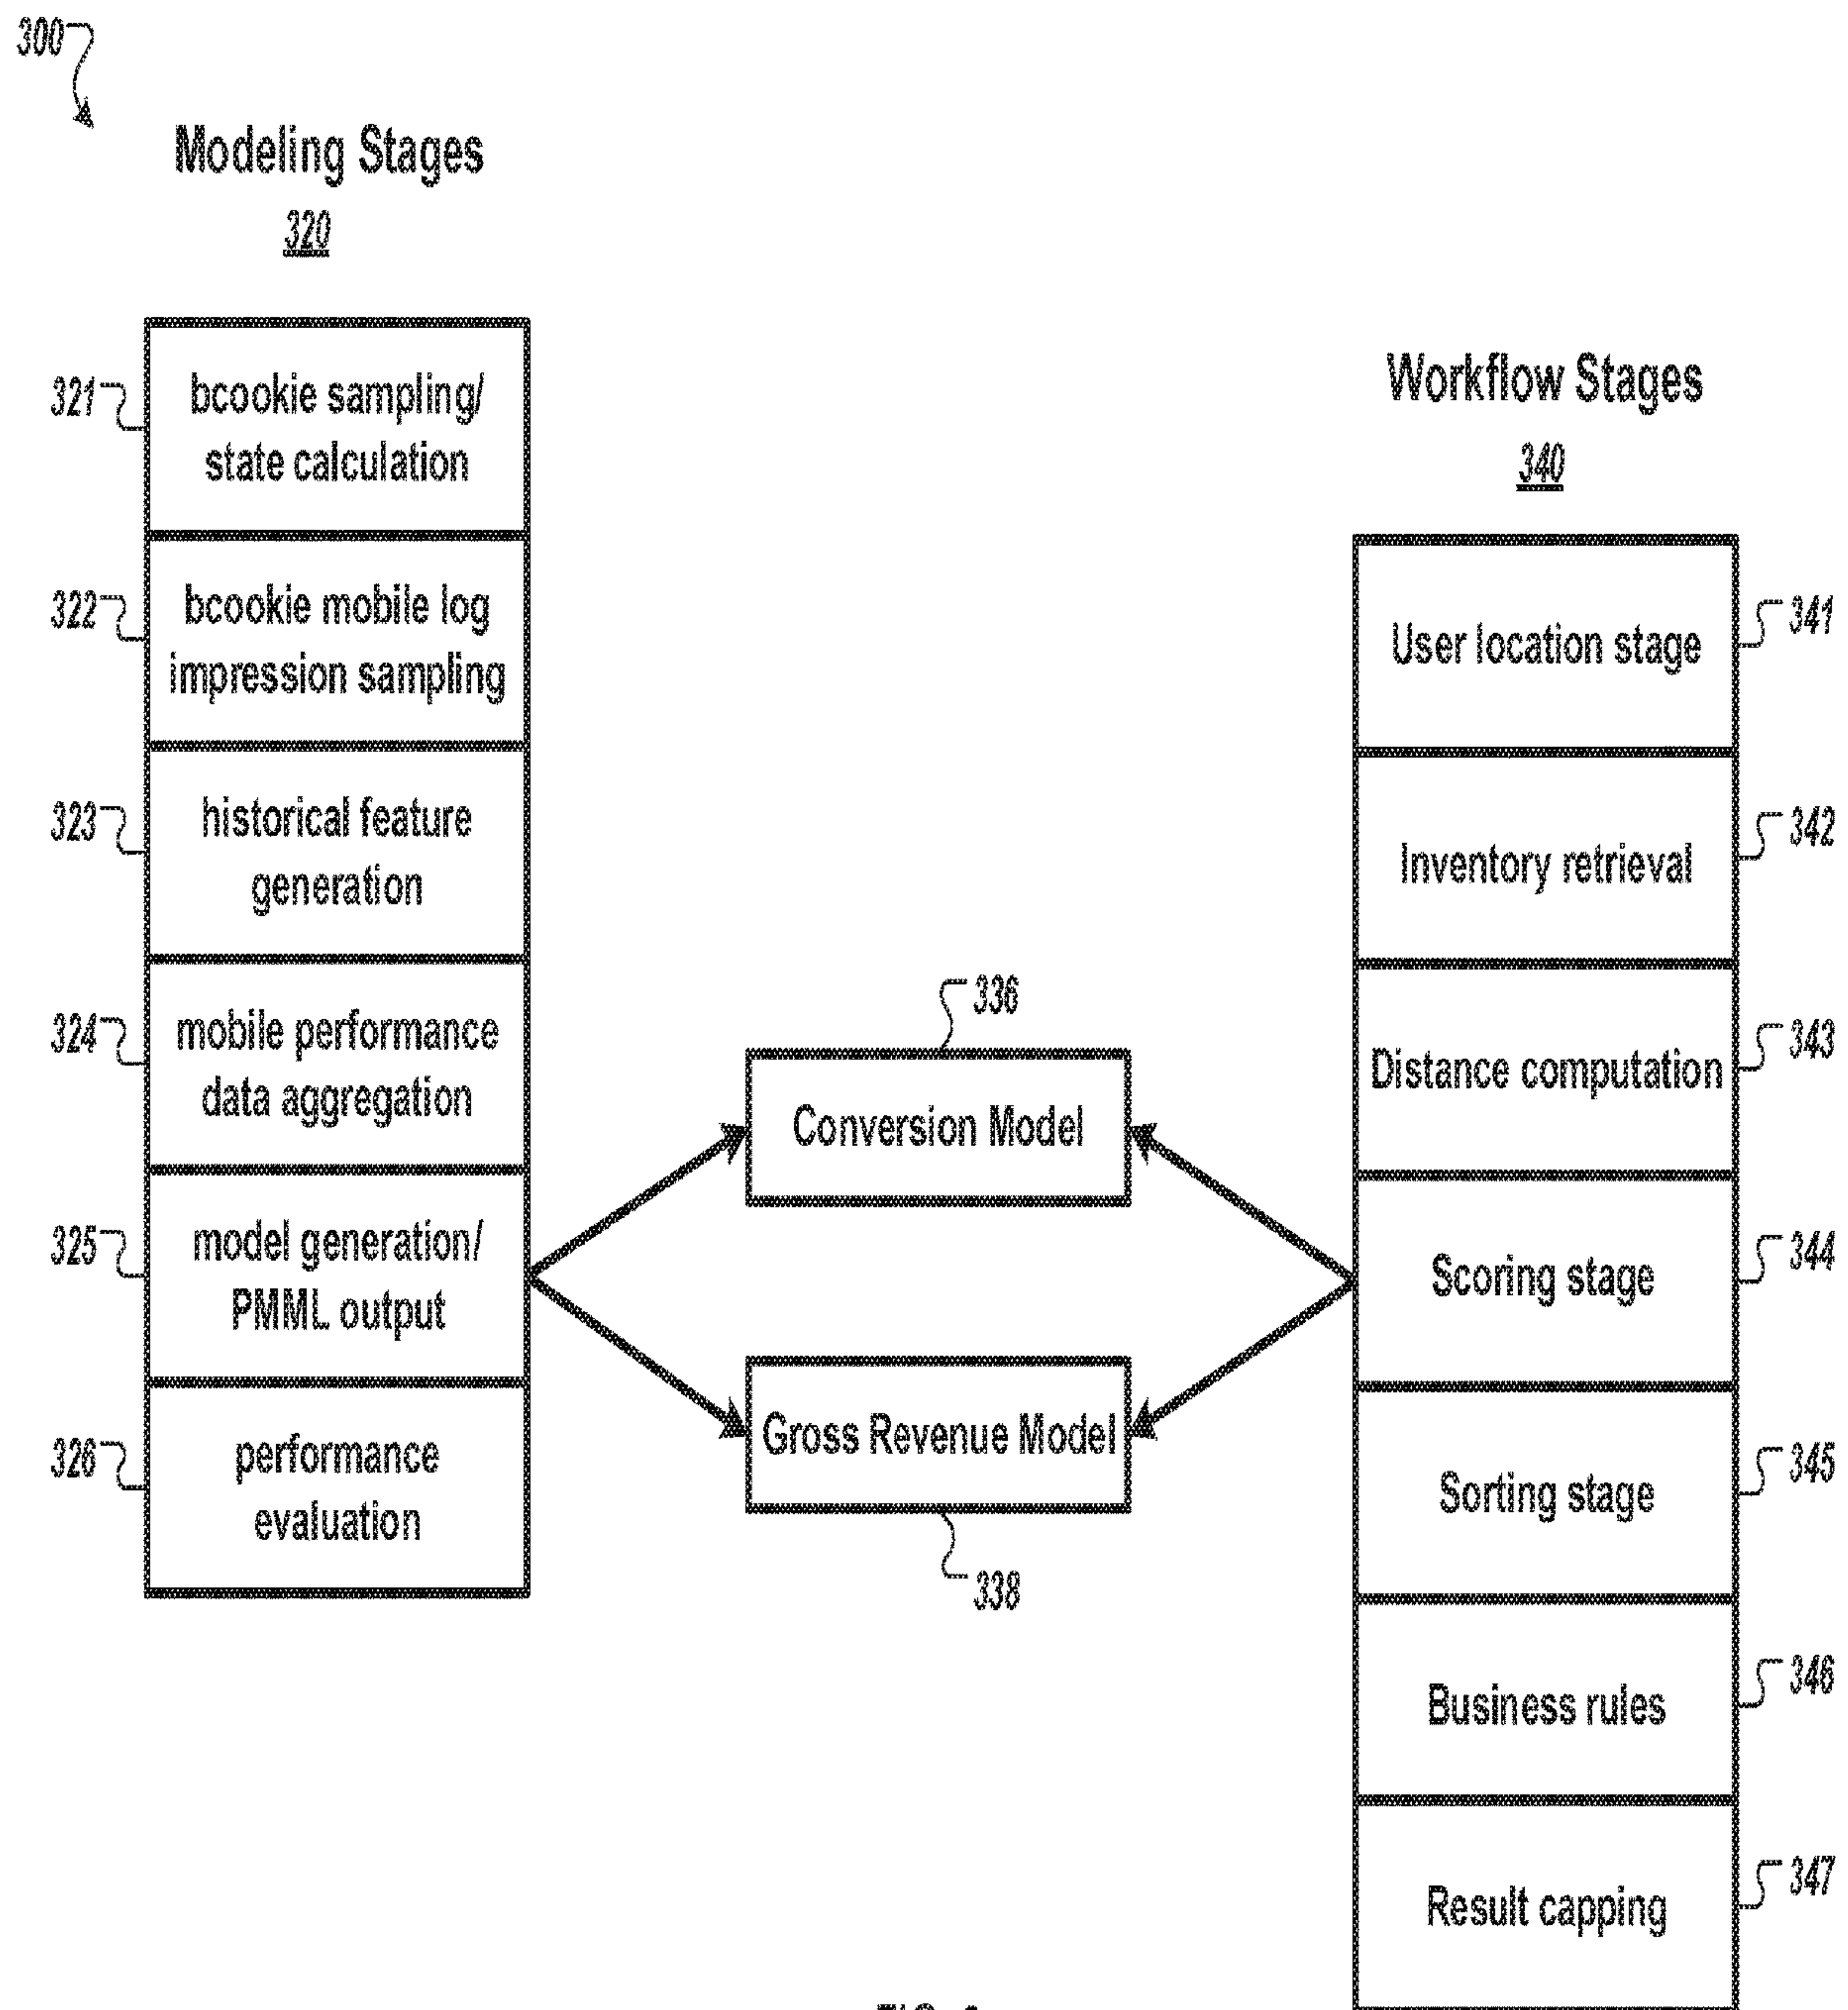 300
Modeling Stages
320
321
bcookie sampling/
state calculation
322
bcookie mobile log
impression sampling
323
historical feature
generation
324
mobile performance
data aggregation
325
model generation/
PMML output
326
performance
evaluation
336
Conversion Model
Gross Revenue Model
338
Workflow Stages
340
User location stage
341
Inventory retrieval
342
Distance computation
343
Scoring stage
344
Sorting stage
345
Business rules
346
Result capping
347